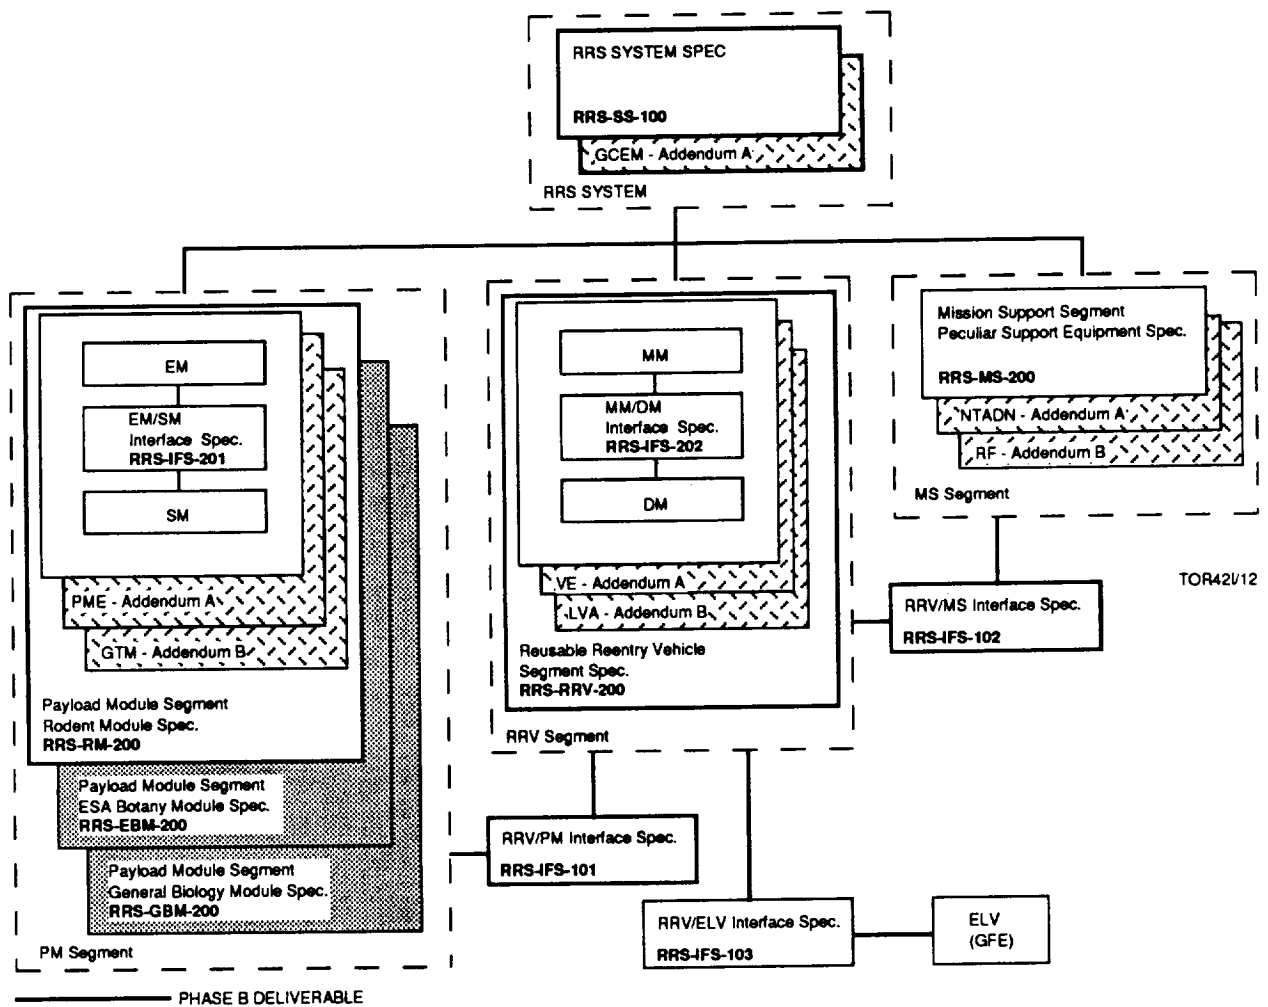 RRS SYSTEM SPEC
RRS-SS-100
GCEM - Addendum A
RRS SYSTEM
EM
EM/SM
Interface Spec.
RRS-IFS-201
SM
PME - Addendum A
GTM - Addendum B
Payload Module Segment
Rodent Module Spec.
RRS-RM-200
Payload Module Segment
ESA Botany Module Spec.
RRS-EBM-200
Payload Module Segment
General Biology Module Spec.
RRS-GBM-200
PM Segment
MM
MM/DM
Interface Spec.
RRS-IFS-202
DM
VE - Addendum A
LVA - Addendum B
Reusable Reentry Vehicle
Segment Spec.
RRS-RRV-200
RRV Segment
Mission Support Segment
Peculiar Support Equipment Spec.
RRS-MS-200
NTADN - Addendum A
RF - Addendum B
MS Segment
TOR42I/12
RRV/MS Interface Spec.
RRS-IFS-102
RRV/PM Interface Spec.
RRS-IFS-101
RRV/ELV Interface Spec.
RRS-IFS-103
ELV
(GFE)
PHASE B DELIVERABLE